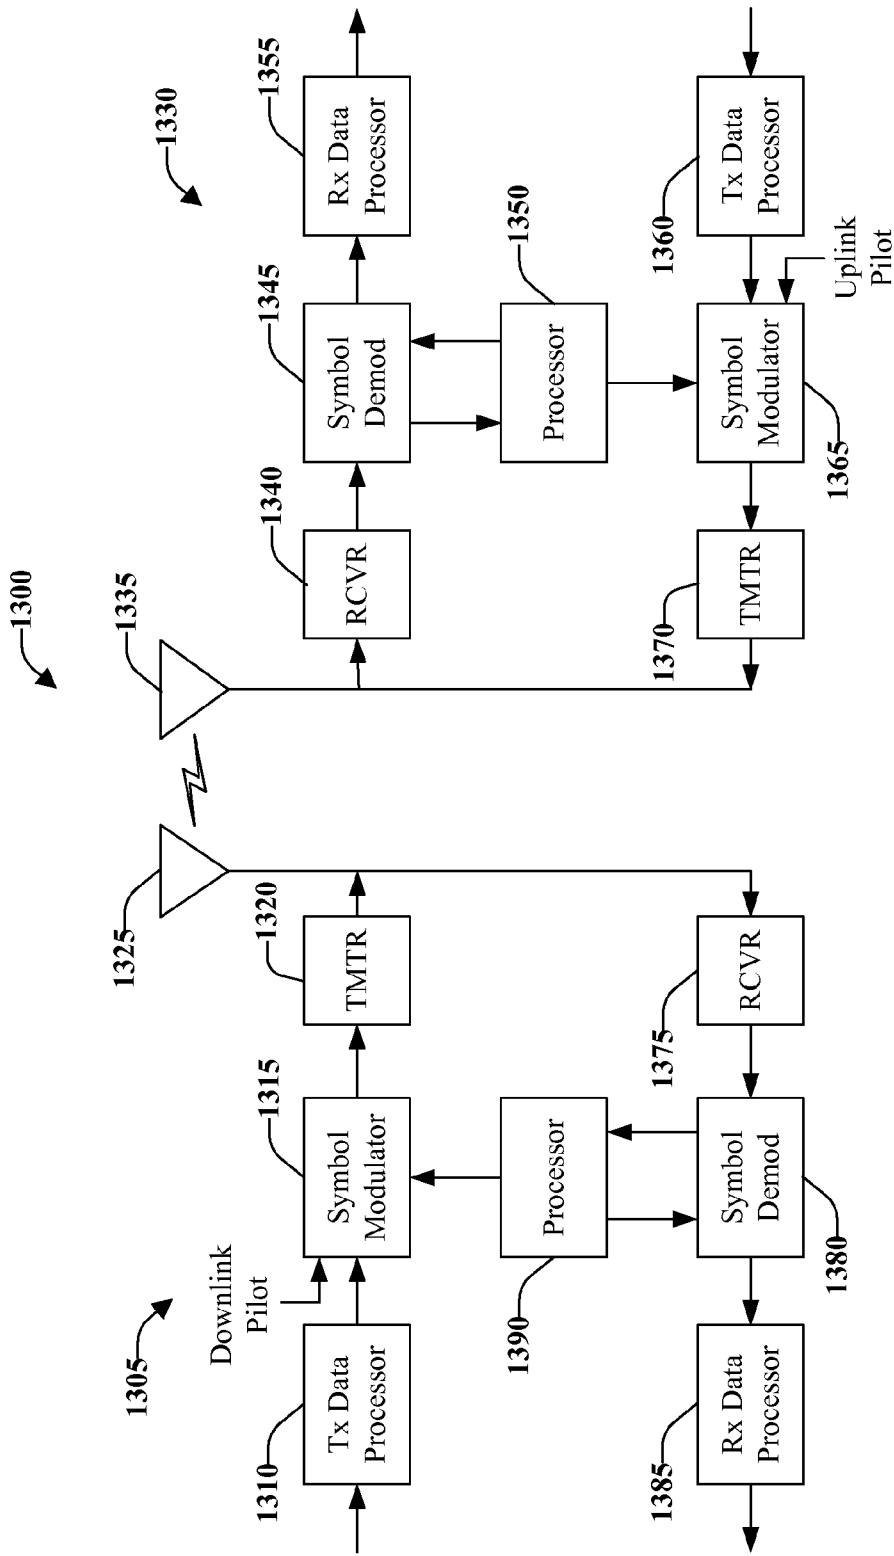 1300
1305
1330
1325
1335
Downlink
Pilot
1310
Tx Data
Processor
1315
Symbol
Modulator
1320
TMTR
1340
RCVR
1345
Symbol
Demod
1355
Rx Data
Processor
1390
Processor
1350
Processor
1385
Rx Data
Processor
1380
Symbol
Demod
1375
RCVR
1370
TMTR
1365
Symbol
Modulator
1360
Tx Data
Processor
Uplink
Pilot